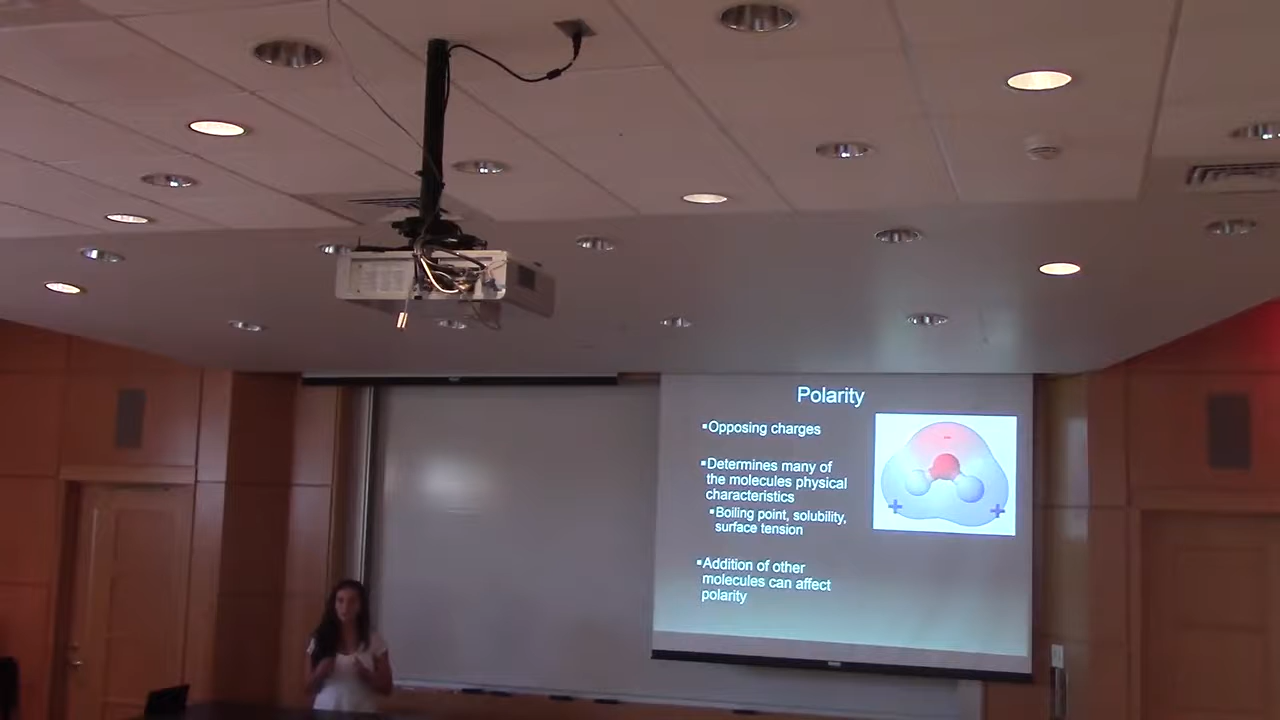 Polarity
▪Opposing charges
▪Determines many of
the molecules physical
characteristics
▪Boiling point, solubility,
surface tension
▪Addition of other
molecules can affect
polarity
-
+ +